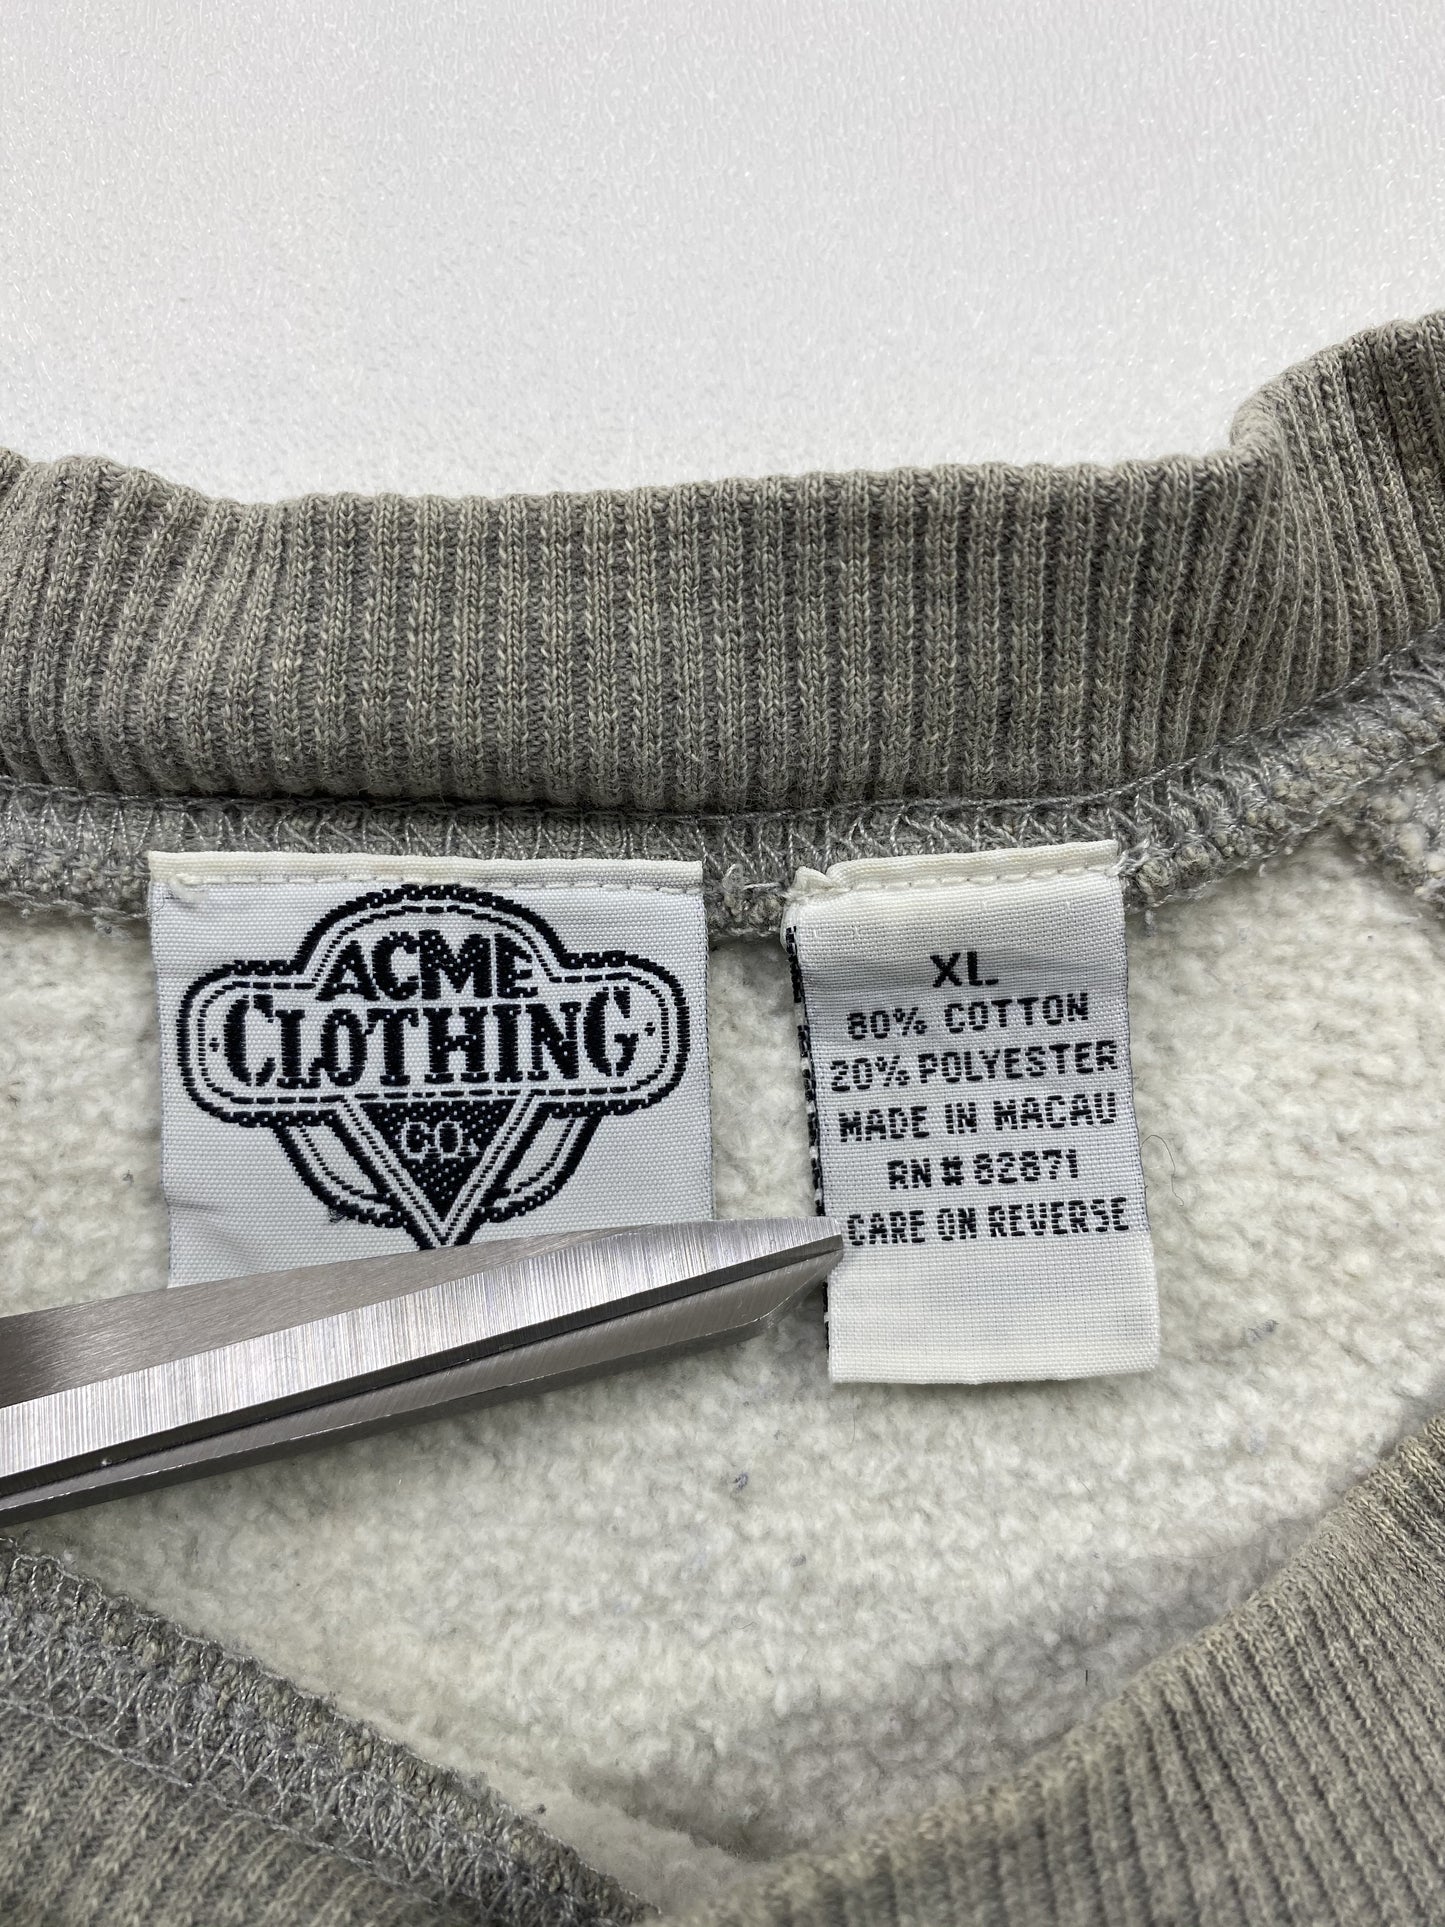 ACME
CLOTHING
CO.
XL
80% COTTON
20% POLYESTER
MADE IN MACAU
RN # 82871
CARE ON REVERSE